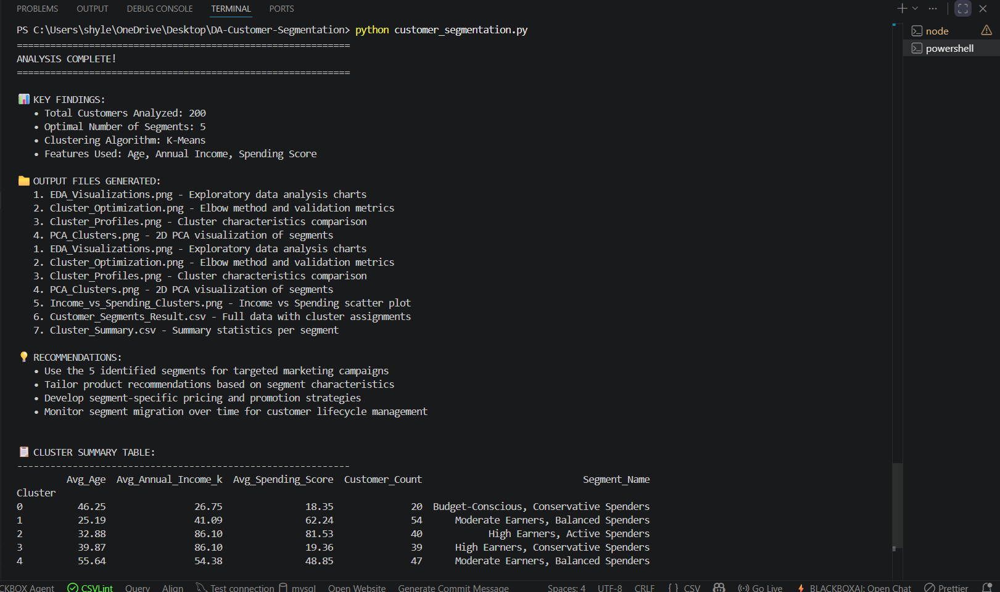 PROBLEMS OUTPUT DEBUG CONSOLE TERMINAL PORTS
node
powershell
PS C:\Users\shyle\OneDrive\Desktop\DA-Customer-Segmentation> python customer_segmentation.py
============================================================
ANALYSIS COMPLETE!
============================================================
📊 KEY FINDINGS:
• Total Customers Analyzed: 200
• Optimal Number of Segments: 5
• Clustering Algorithm: K-Means
• Features Used: Age, Annual Income, Spending Score
📁 OUTPUT FILES GENERATED:
1. EDA_Visualizations.png - Exploratory data analysis charts
2. Cluster_Optimization.png - Elbow method and validation metrics
3. Cluster_Profiles.png - Cluster characteristics comparison
4. PCA_Clusters.png - 2D PCA visualization of segments
1. EDA_Visualizations.png - Exploratory data analysis charts
2. Cluster_Optimization.png - Elbow method and validation metrics
3. Cluster_Profiles.png - Cluster characteristics comparison
4. PCA_Clusters.png - 2D PCA visualization of segments
5. Income_vs_Spending_Clusters.png - Income vs Spending scatter plot
6. Customer_Segments_Result.csv - Full data with cluster assignments
7. Cluster_Summary.csv - Summary statistics per segment
💡 RECOMMENDATIONS:
• Use the 5 identified segments for targeted marketing campaigns
• Tailor product recommendations based on segment characteristics
• Develop segment-specific pricing and promotion strategies
• Monitor segment migration over time for customer lifecycle management
📋 CLUSTER SUMMARY TABLE:
------------------------------------------------------------
Avg_Age Avg_Annual_Income_k Avg_Spending_Score Customer_Count Segment_Name
Cluster
0 46.25 26.75 18.35 20 Budget-Conscious, Conservative Spenders
1 25.19 41.09 62.24 54 Moderate Earners, Balanced Spenders
2 32.88 86.10 81.53 40 High Earners, Active Spenders
3 39.87 86.10 19.36 39 High Earners, Conservative Spenders
4 55.64 54.38 48.85 47 Moderate Earners, Balanced Spenders
CKBOX Agent CSVLint Query Align Test connection mysql Open Website Generate Commit Message Spaces: 4 UTF-8 CRLF {} CSV Go Live BLACKBOXAI: Open Chat Prettier